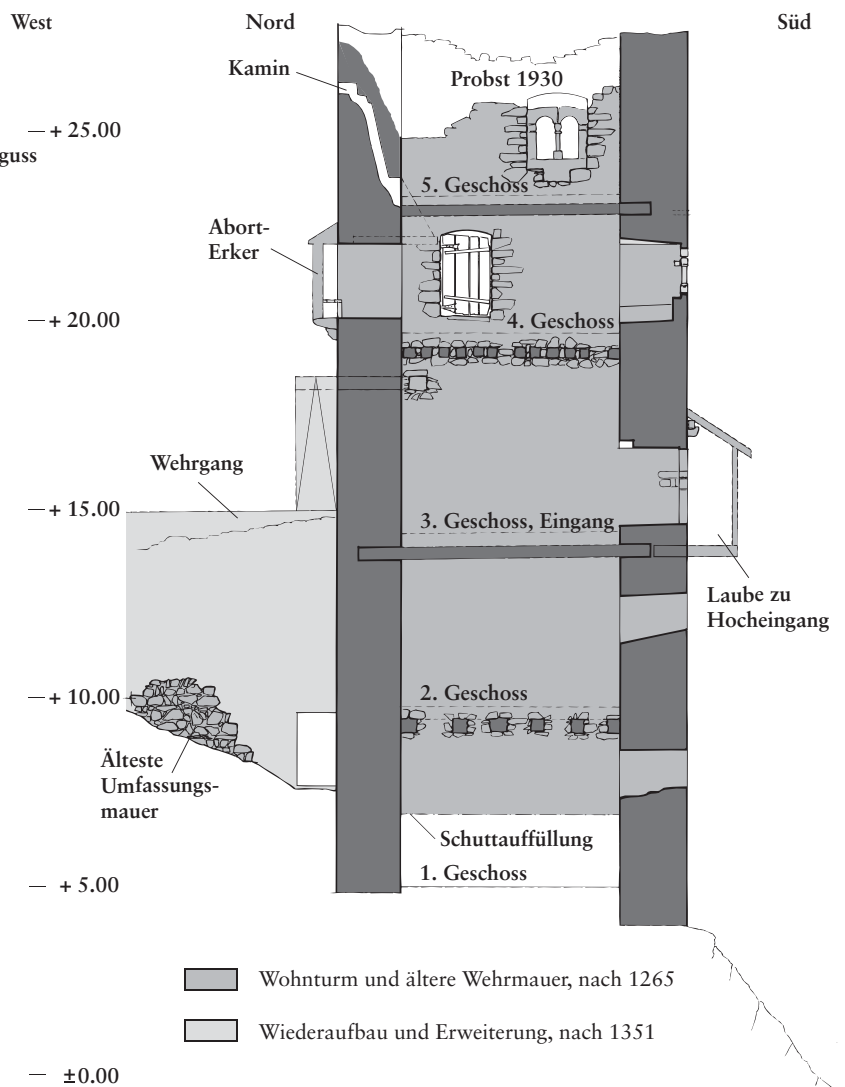 West
Nord
Süd
Kamin
Probst 1930
+ 25.00
guss
5. Geschoss
Abort-
Erker
+ 20.00
4. Geschoss
Wehrgang
+ 15.00
3. Geschoss, Eingang
Laube zu
Hocheingang
+ 10.00
2. Geschoss
Älteste
Umfassungs-
mauer
Schuttauffüllung
1. Geschoss
+ 5.00
Wohnturm und ältere Wehrmauer, nach 1265
Wiederaufbau und Erweiterung, nach 1351
±0.00